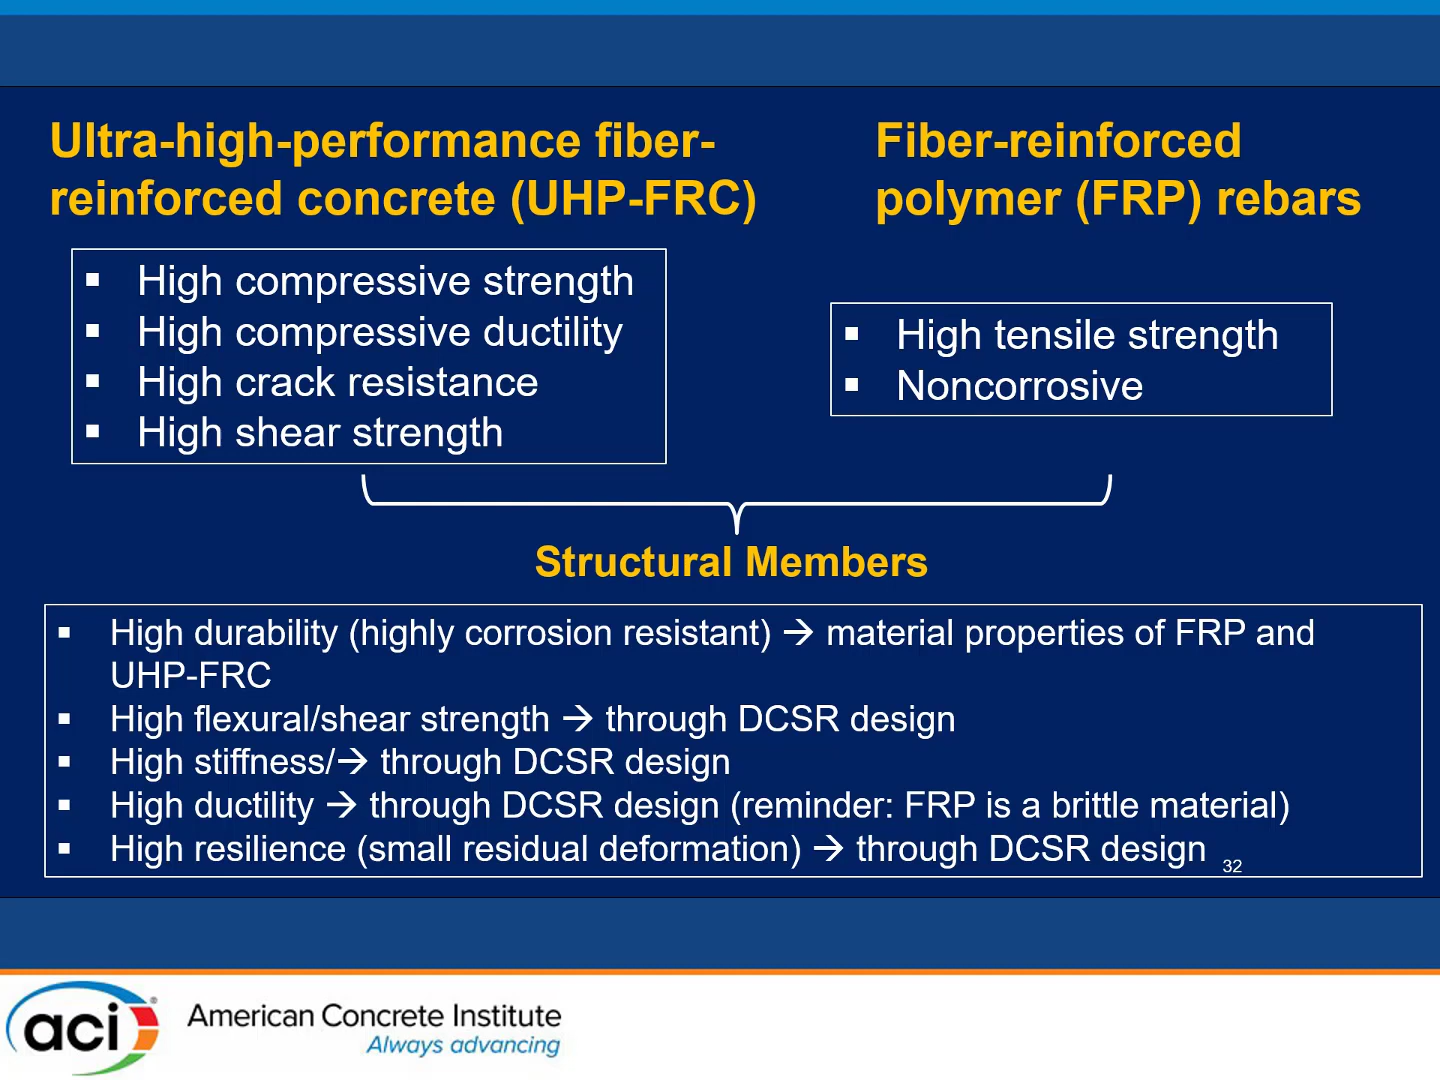 Ultra-high-performance fiber-
reinforced concrete (UHP-FRC)
▪ High compressive strength
▪ High compressive ductility
▪ High crack resistance
▪ High shear strength
Fiber-reinforced
polymer (FRP) rebars
▪ High tensile strength
▪ Noncorrosive
Structural Members
▪ High durability (highly corrosion resistant) → material properties of FRP and
UHP-FRC
▪ High flexural/shear strength → through DCSR design
▪ High stiffness/→ through DCSR design
▪ High ductility → through DCSR design (reminder: FRP is a brittle material)
▪ High resilience (small residual deformation) → through DCSR design
32
aci®
American Concrete Institute
Always advancing